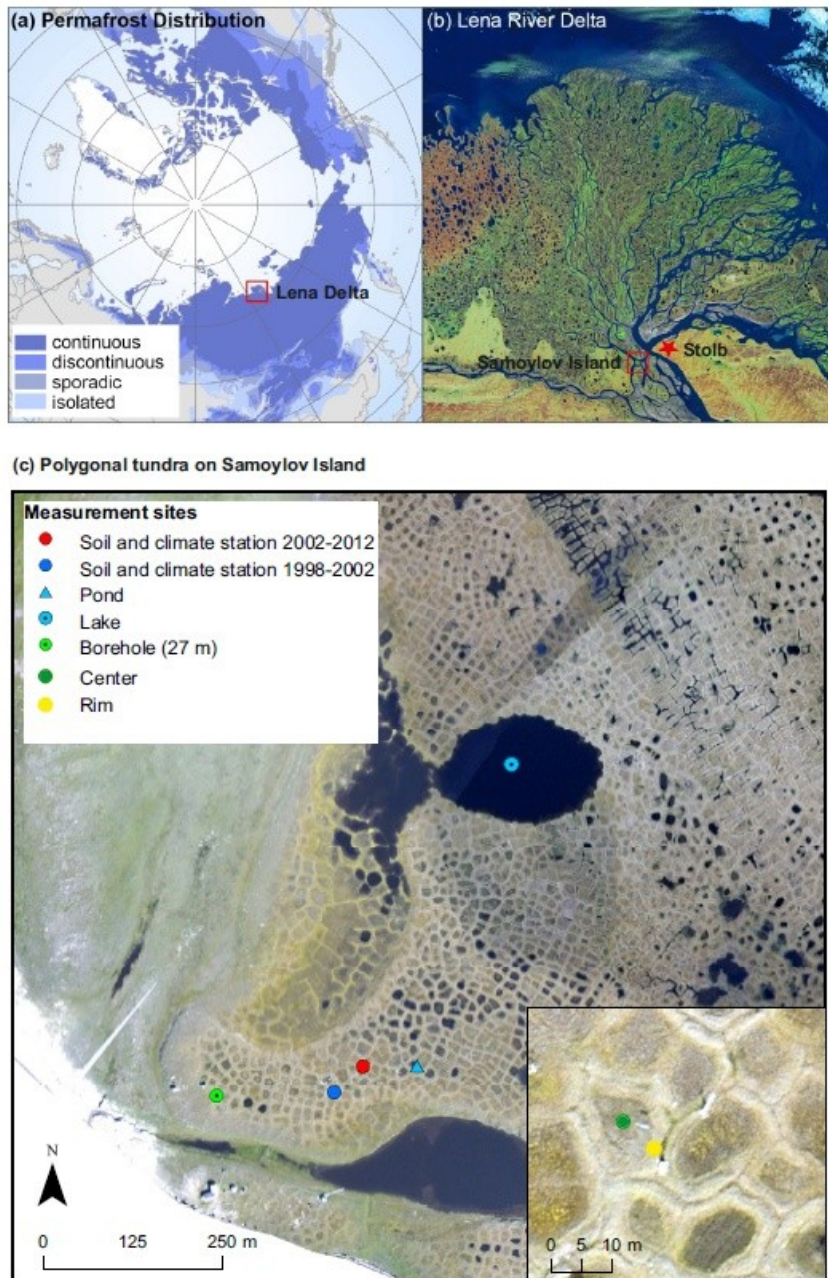 (a) Permafrost Distribution
Lena Delta
continuous
discontinuous
sporadic
isolated
(b) Lena River Delta
Samoylov Island
Stolb
(c) Polygonal tundra on Samoylov Island
Measurement sites
Soil and climate station 2002-2012
Soil and climate station 1998-2002
Pond
Lake
Borehole (27 m)
Center
Rim
N
0 125 250 m
0 5 10 m